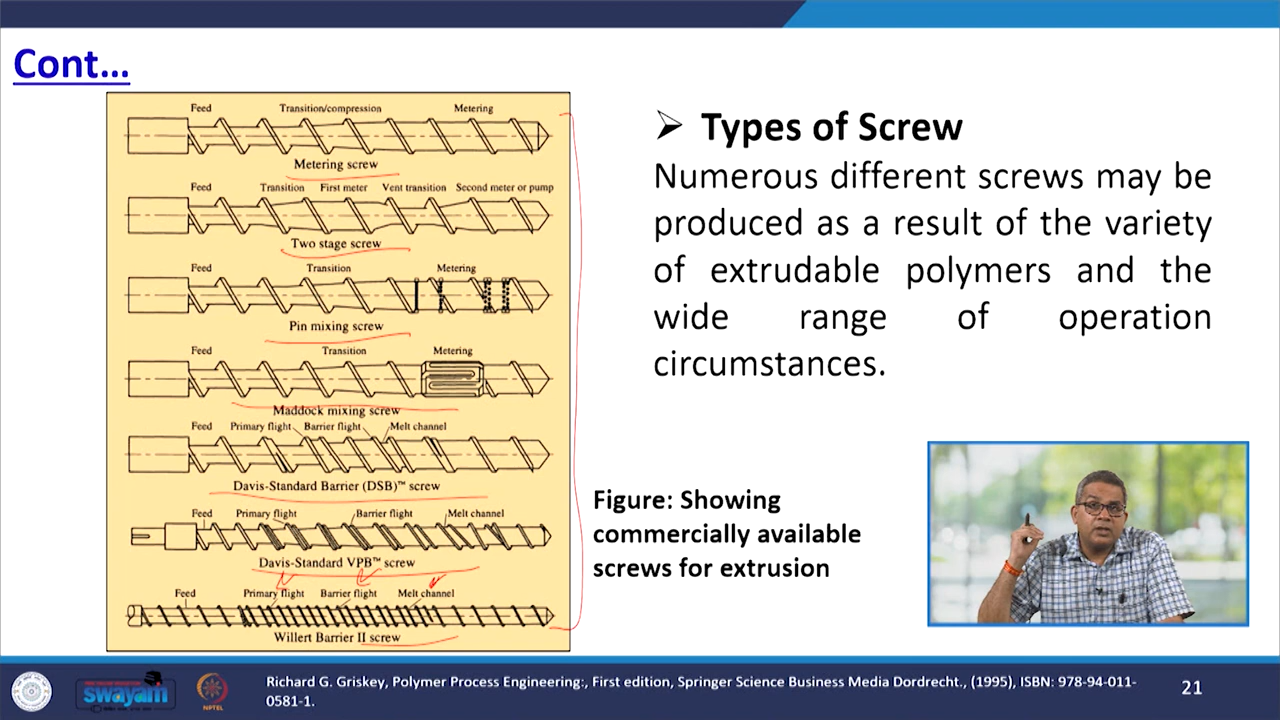 Cont...
Feed Transition/compression Metering
Metering screw
Feed Transition First meter Vent transition Second meter or pump
Two stage screw
Feed Transition Metering
Pin mixing screw
Feed Transition Metering
Maddock mixing screw
Feed Primary flight Barrier flight Melt channel
Davis-Standard Barrier (DSB)™ screw
Feed Primary flight Barrier flight Melt channel
Davis-Standard VPB™ screw
Feed Primary flight Barrier flight Melt channel
Willert Barrier II screw
➢ Types of Screw
Numerous different screws may be
produced as a result of the variety
of extrudable polymers and the
wide range of operation
circumstances.
Figure: Showing
commercially available
screws for extrusion
swayam
NPTEL
Richard G. Griskey, Polymer Process Engineering:, First edition, Springer Science Business Media Dordrecht., (1995), ISBN: 978-94-011-
0581-1.
21